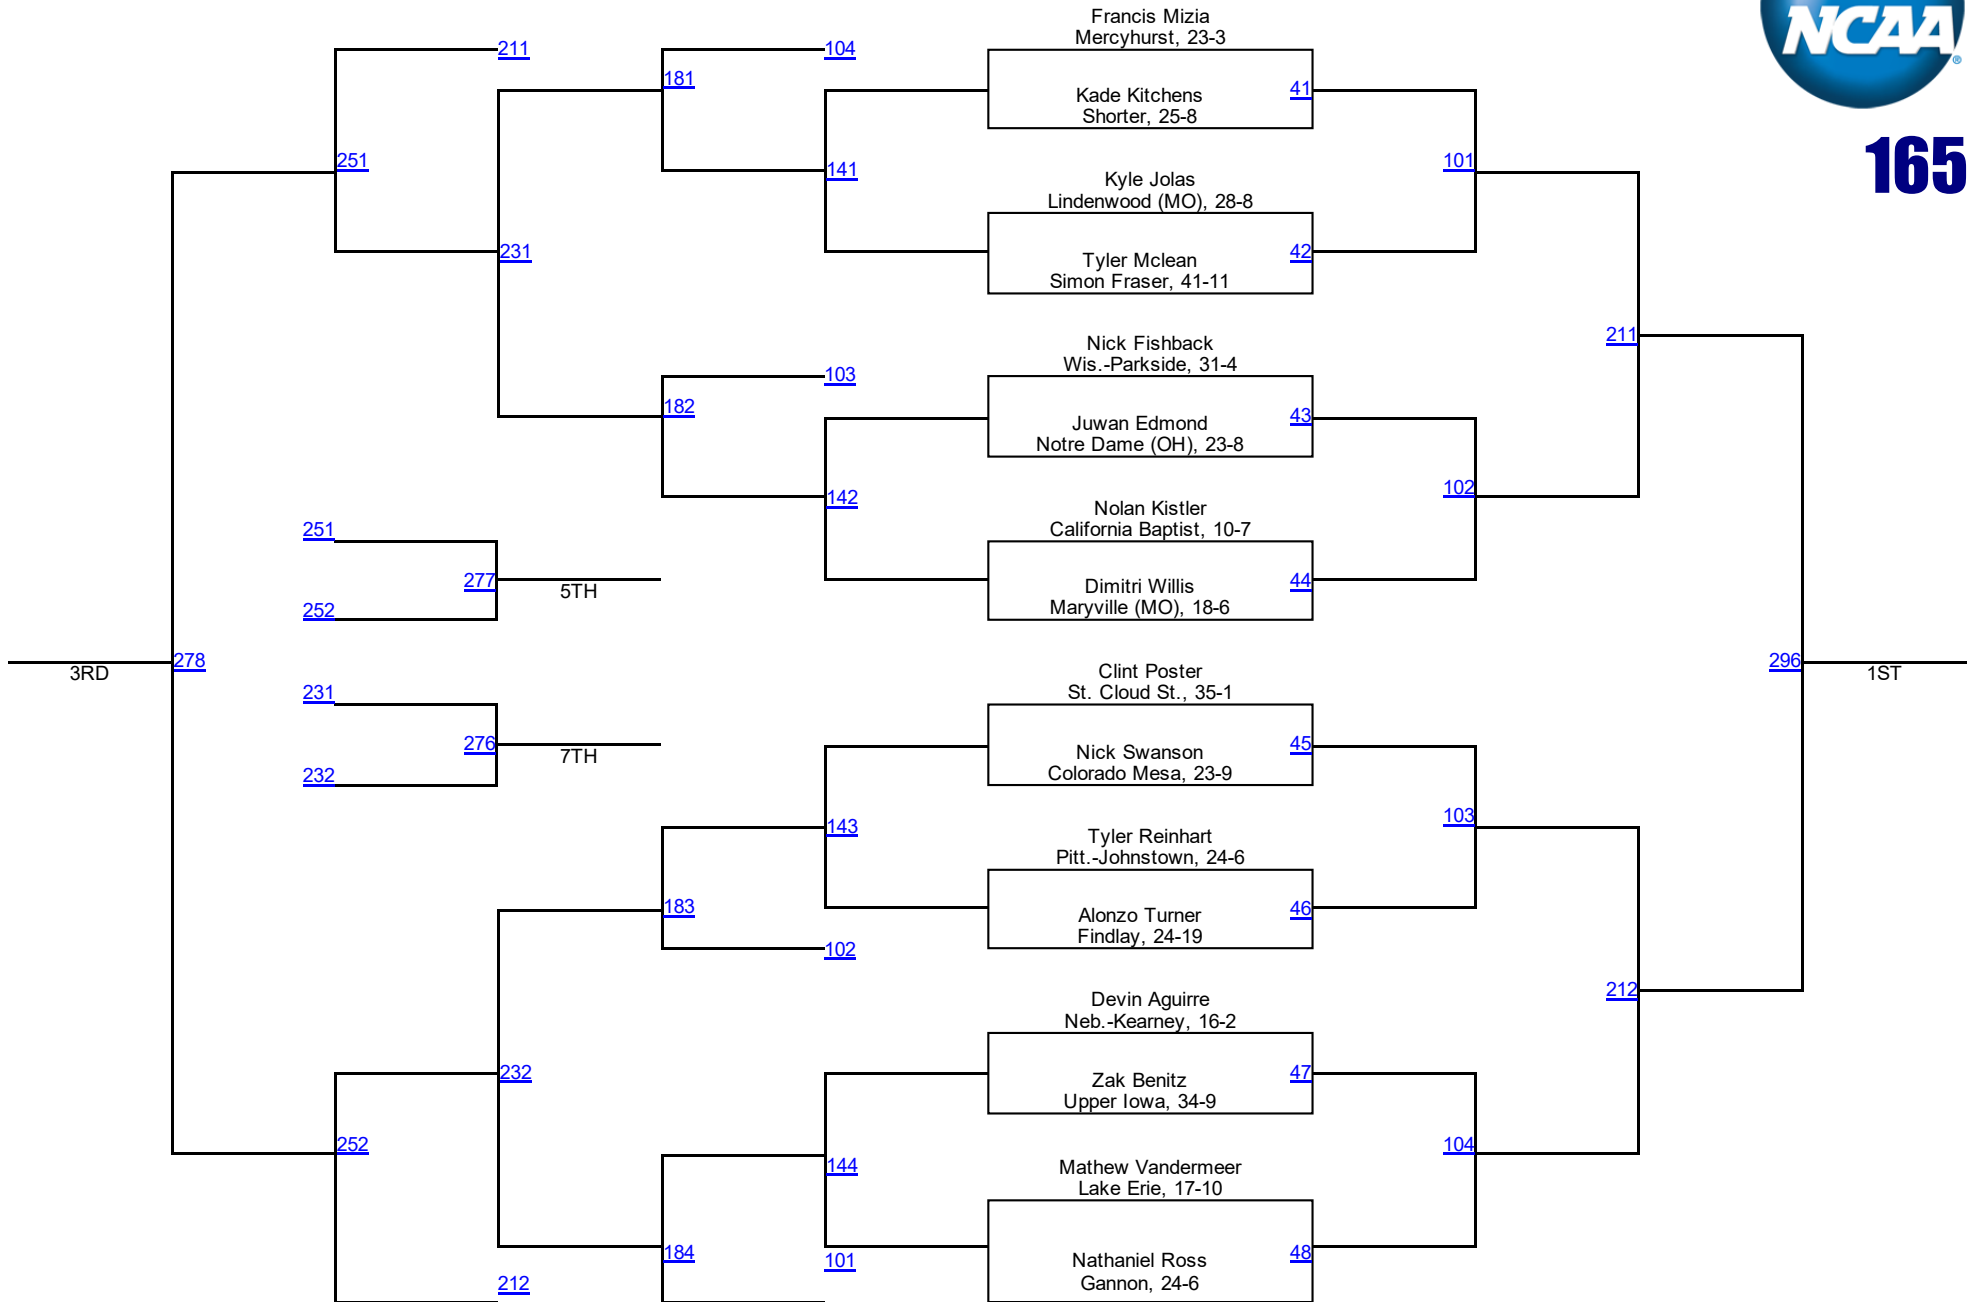 NCAA®
165
Francis Mizia
Mercyhurst, 23-3
211
104
181
Kade Kitchens
Shorter, 25-8
41
251
141
101
Kyle Jolas
Lindenwood (MO), 28-8
231
Tyler Mclean
Simon Fraser, 41-11
42
211
Nick Fishback
Wis.-Parkside, 31-4
103
182
Juwan Edmond
Notre Dame (OH), 23-8
43
142
102
Nolan Kistler
California Baptist, 10-7
251
277
5TH
252
Dimitri Willis
Maryville (MO), 18-6
44
3RD
278
296
1ST
Clint Poster
St. Cloud St., 35-1
231
276
7TH
232
Nick Swanson
Colorado Mesa, 23-9
45
143
103
Tyler Reinhart
Pitt.-Johnstown, 24-6
183
Alonzo Turner
Findlay, 24-19
46
102
212
Devin Aguirre
Neb.-Kearney, 16-2
232
Zak Benitz
Upper Iowa, 34-9
47
252
144
104
Mathew Vandermeer
Lake Erie, 17-10
184
101
Nathaniel Ross
Gannon, 24-6
48
212